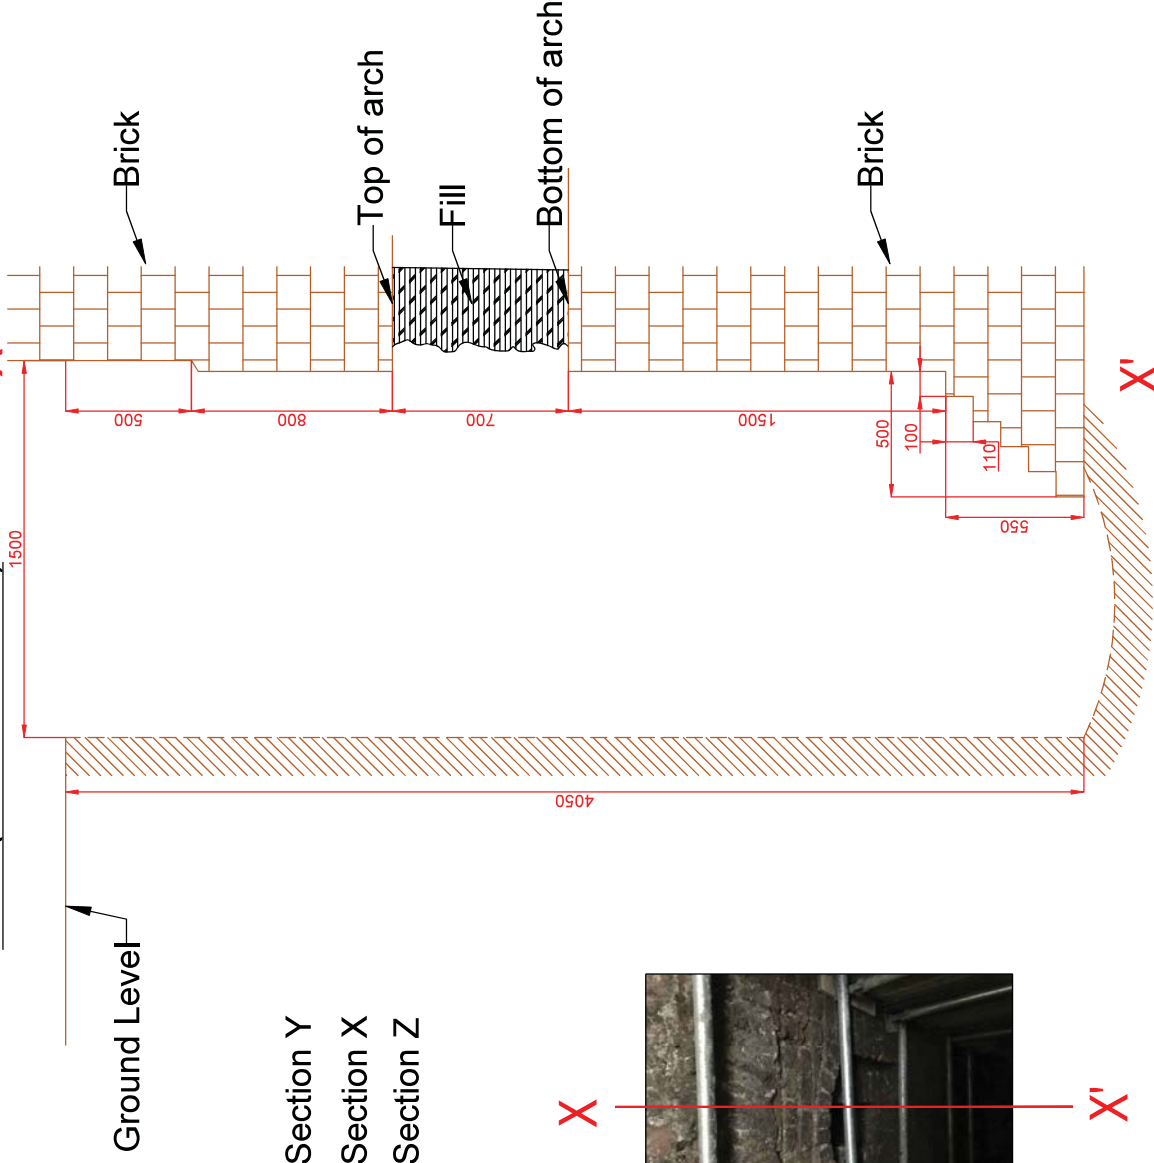 Brick
Top of arch
Fill
Bottom of arch
Brick
X'
500
800
700
1500
500
100
110
550
1500
4050
Ground Level
Section Y
Section X
Section Z
X
X'